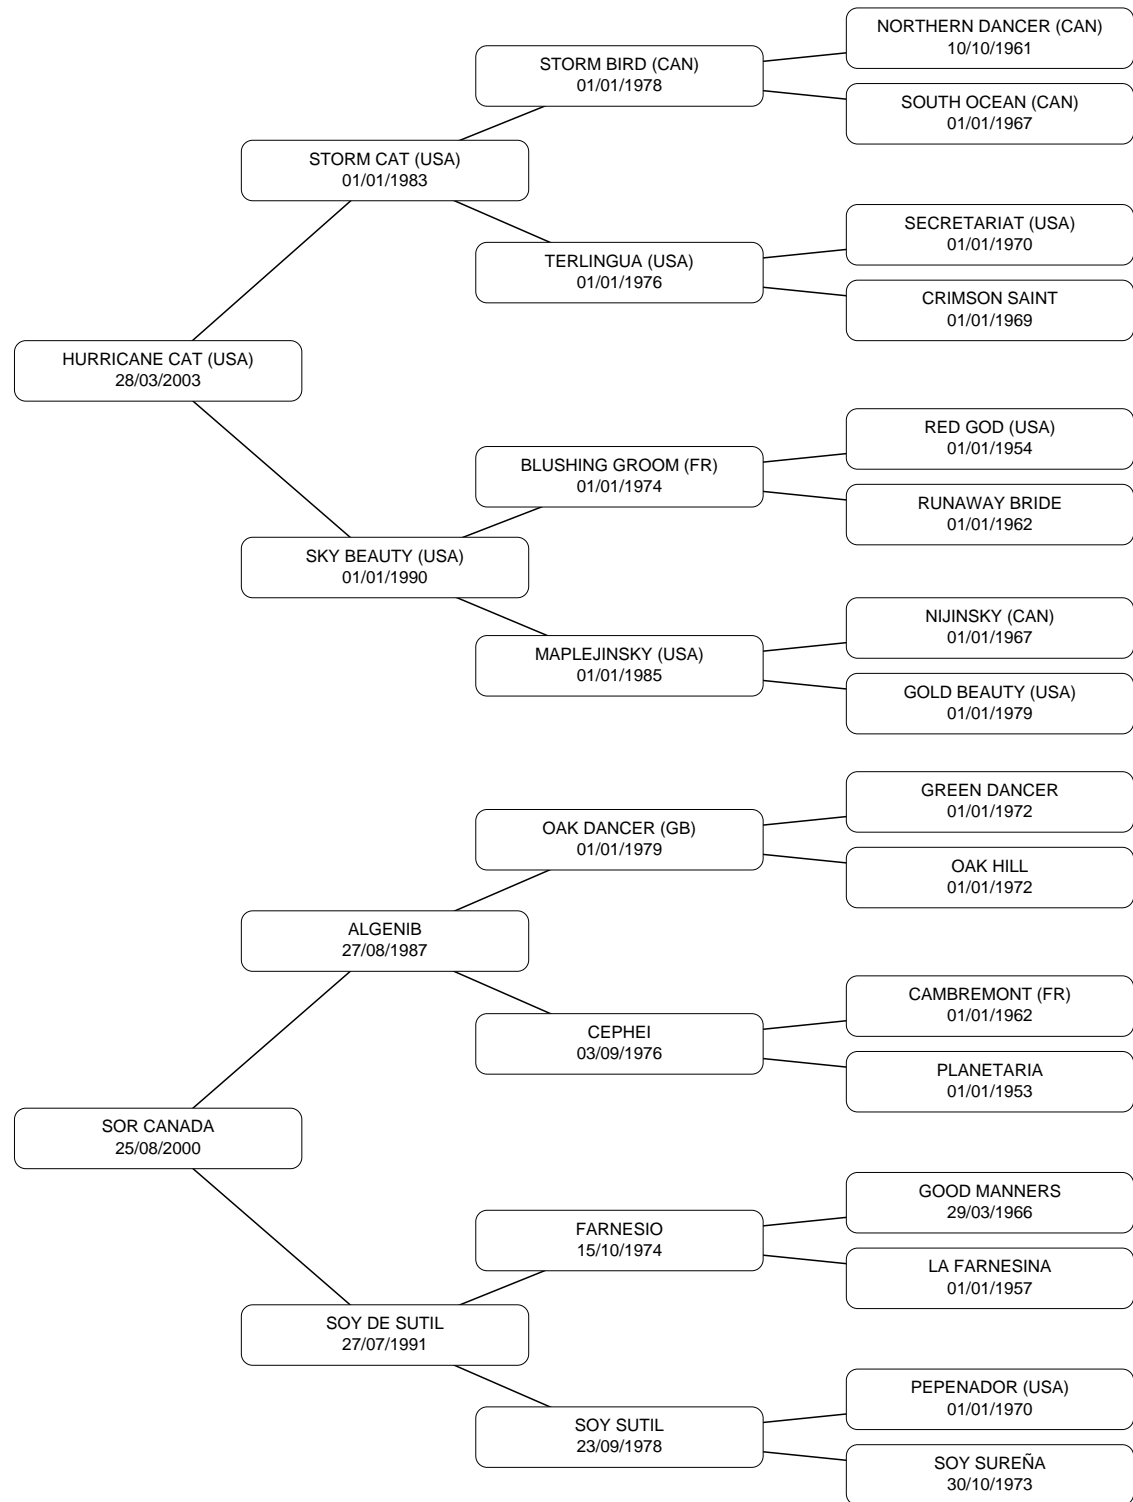 NORTHERN DANCER (CAN)
10/10/1961
STORM BIRD (CAN)
01/01/1978
SOUTH OCEAN (CAN)
01/01/1967
STORM CAT (USA)
01/01/1983
SECRETARIAT (USA)
01/01/1970
TERLINGUA (USA)
01/01/1976
CRIMSON SAINT
01/01/1969
HURRICANE CAT (USA)
28/03/2003
RED GOD (USA)
01/01/1954
BLUSHING GROOM (FR)
01/01/1974
RUNAWAY BRIDE
01/01/1962
SKY BEAUTY (USA)
01/01/1990
NIJINSKY (CAN)
01/01/1967
MAPLEJINSKY (USA)
01/01/1985
GOLD BEAUTY (USA)
01/01/1979
GREEN DANCER
01/01/1972
OAK DANCER (GB)
01/01/1979
OAK HILL
01/01/1972
ALGENIB
27/08/1987
CAMBREMONT (FR)
01/01/1962
CEPHEI
03/09/1976
PLANETARIA
01/01/1953
SOR CANADA
25/08/2000
GOOD MANNERS
29/03/1966
FARNESIO
15/10/1974
LA FARNESINA
01/01/1957
SOY DE SUTIL
27/07/1991
PEPENADOR (USA)
01/01/1970
SOY SUTIL
23/09/1978
SOY SUREÑA
30/10/1973